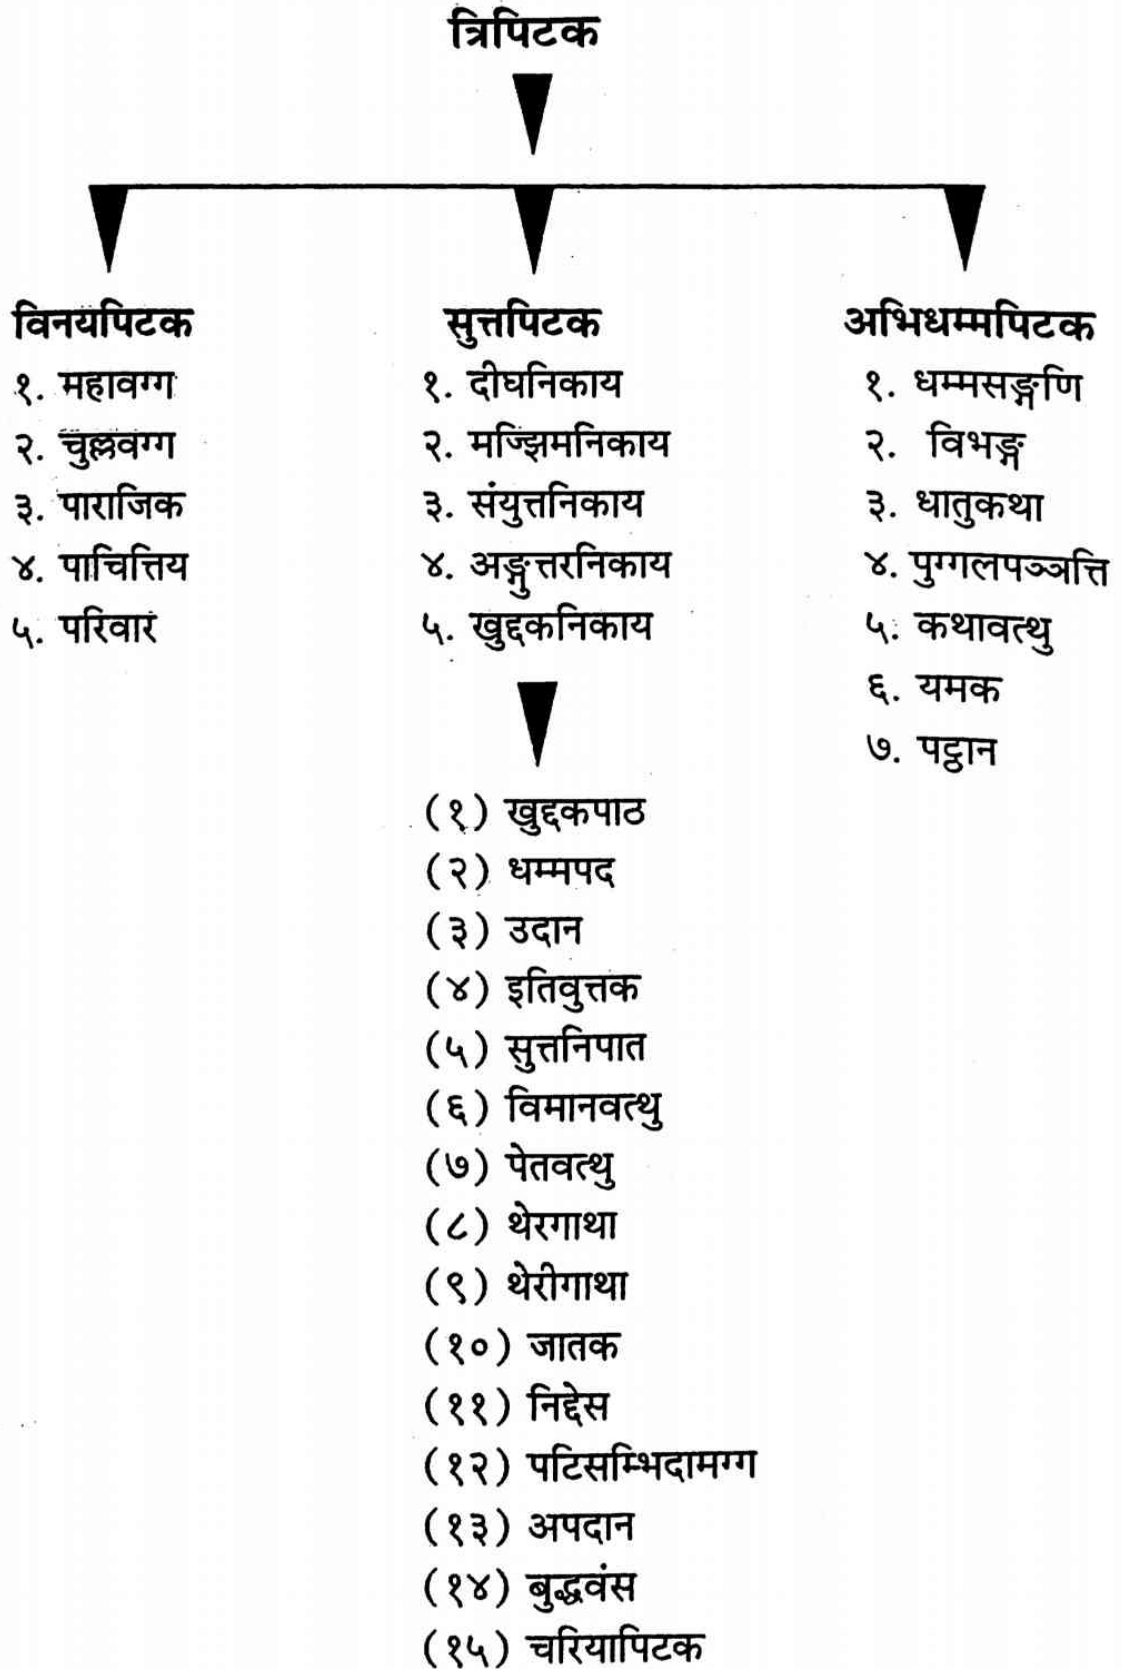 त्रिपिटक
विनयपिटक
१. महावग्ग
२. चुल्लवग्ग
३. पाराजिक
४. पाचित्तिय
५. परिवार
सुत्तपिटक
१. दीघनिकाय
२. मज्झिमनिकाय
३. संयुत्तनिकाय
४. अङ्गुत्तरनिकाय
५. खुद्दकनिकाय
(१) खुद्दकपाठ
(२) धम्मपद
(३) उदान
(४) इतिवुत्तक
(५) सुत्तनिपात
(६) विमानवत्थु
(७) पेतवत्थु
(८) थेरगाथा
(९) थेरीगाथा
(१०) जातक
(११) निद्देस
(१२) पटिसम्भिदामग्ग
(१३) अपदान
(१४) बुद्धवंस
(१५) चरियापिटक
अभिधम्मपिटक
१. धम्मसङ्गणि
२. विभङ्ग
३. धातुकथा
४. पुग्गलपञ्ञत्ति
५. कथावत्थु
६. यमक
७. पट्ठान